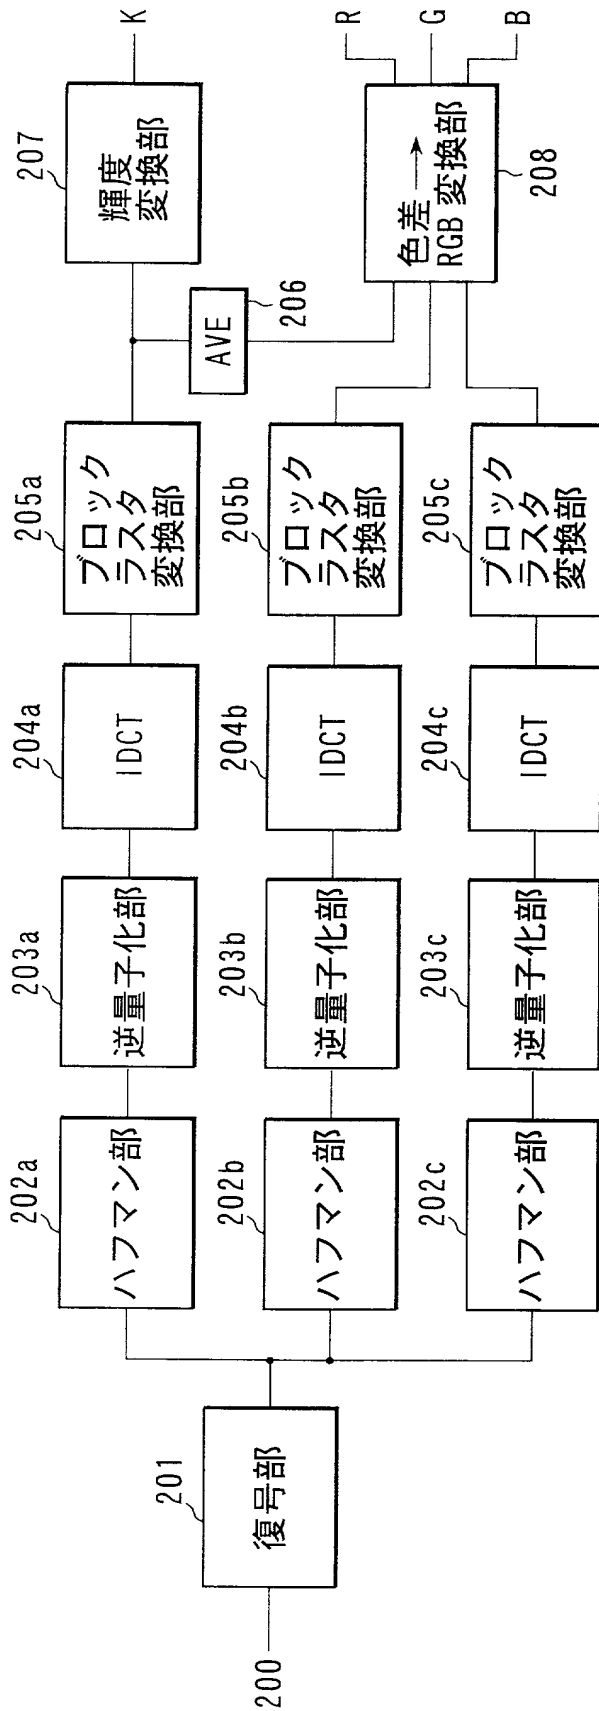 200
201
復号部
202a
ハフマン部
203a
逆量子化部
204a
IDCT
205a
ブロック
ラスタ
変換部
206
AVE
207
輝度
変換部
K
202b
ハフマン部
203b
逆量子化部
204b
IDCT
205b
ブロック
ラスタ
変換部
202c
ハフマン部
203c
逆量子化部
204c
IDCT
205c
ブロック
ラスタ
変換部
色差→
RGB 変換部
208
R
G
B